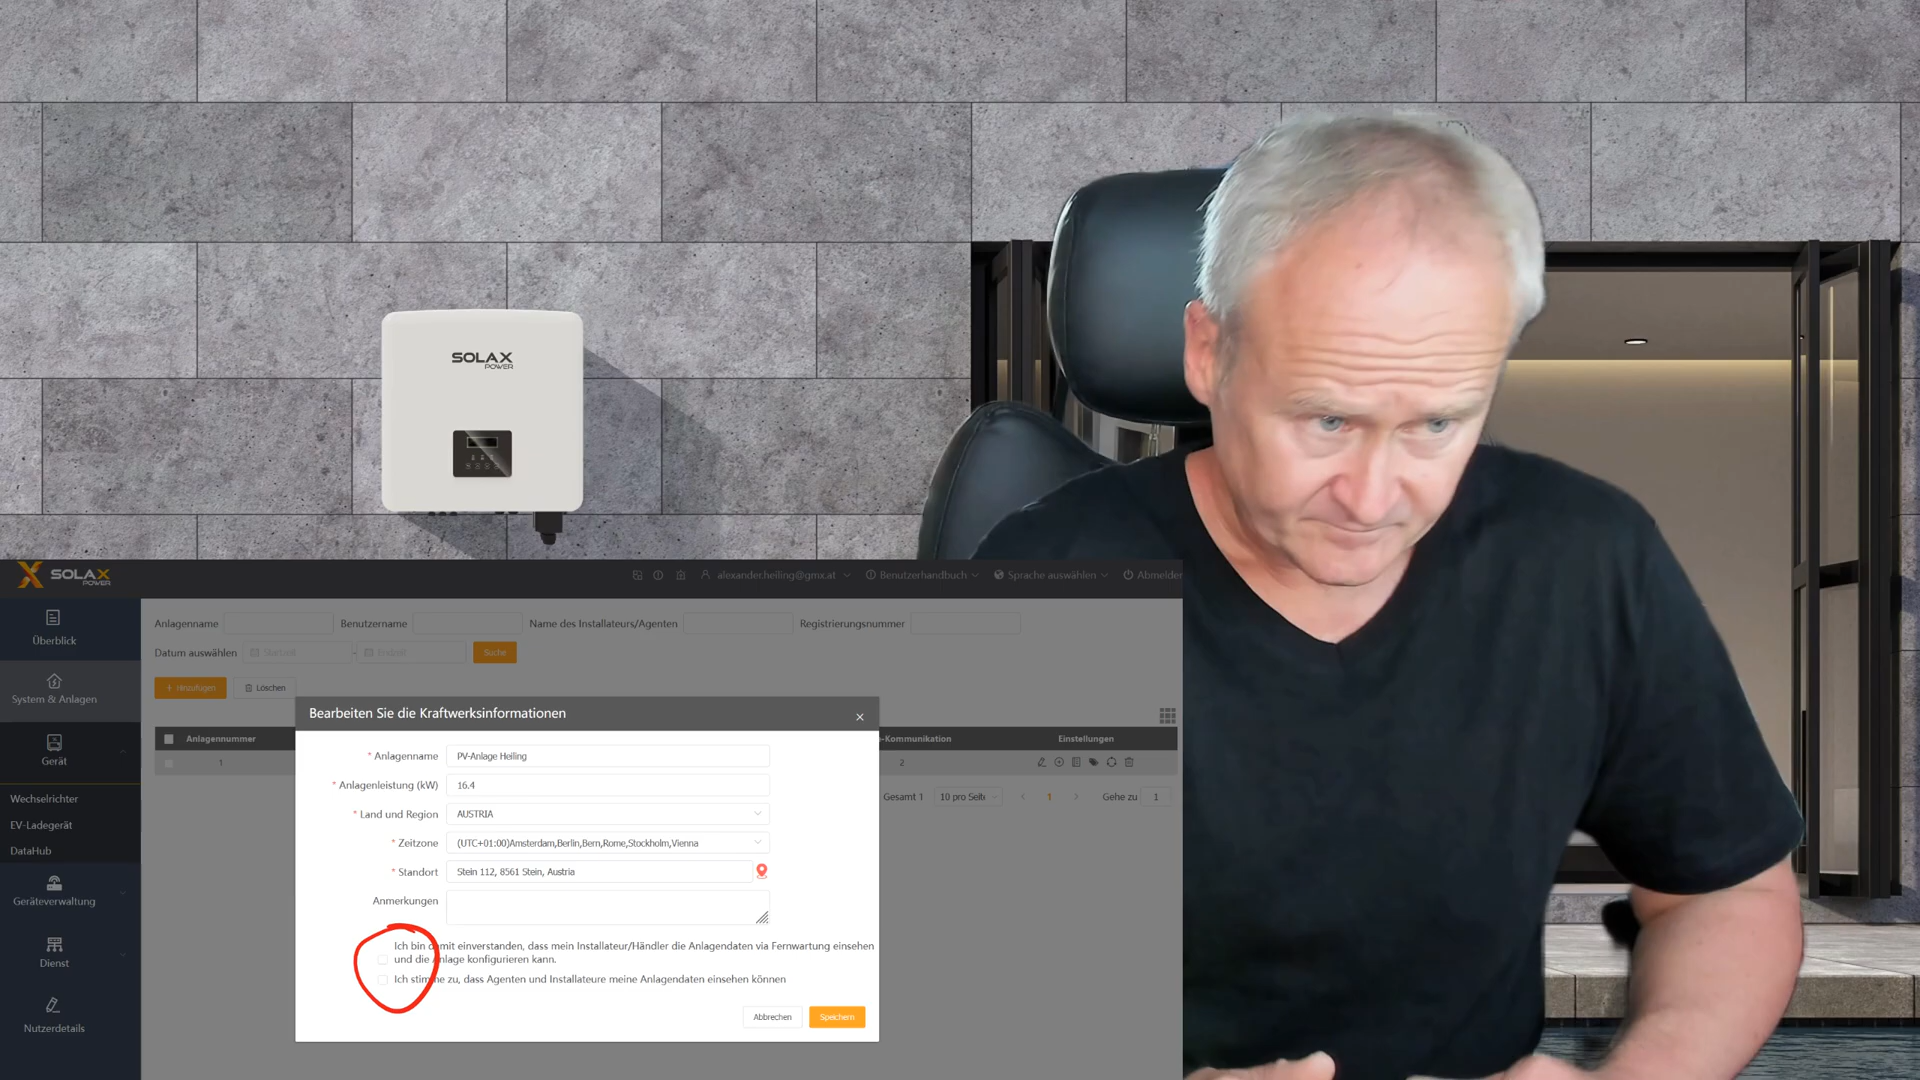 SOLAX
POWER
SOLAX
POWER
alexander.heiling@gmx.at
Benutzerhandbuch
Sprache auswählen
Abmelden
Überblick
System & Anlagen
Gerät
Wechselrichter
EV-Ladegerät
DataHub
Geräteverwaltung
Dienst
Nutzerdetails
Anlagenname
Benutzername
Name des Installateurs/Agenten
Registrierungsnummer
Datum auswählen
Startzeit
-
Endzeit
Suche
+ Hinzufügen
Löschen
Anlagennummer
-Kommunikation
Einstellungen
1
2
Gesamt 1
10 pro Seite
1
Gehe zu
1
Bearbeiten Sie die Kraftwerksinformationen
* Anlagenname
PV-Anlage Heiling
* Anlagenleistung (kW)
16.4
* Land und Region
AUSTRIA
* Zeitzone
(UTC+01:00)Amsterdam,Berlin,Bern,Rome,Stockholm,Vienna
* Standort
Stein 112, 8561 Stein, Austria
Anmerkungen
Ich bin damit einverstanden, dass mein Installateur/Händler die Anlagendaten via Fernwartung einsehen
und die Anlage konfigurieren kann.
Ich stimme zu, dass Agenten und Installateure meine Anlagendaten einsehen können
Abbrechen
Speichern